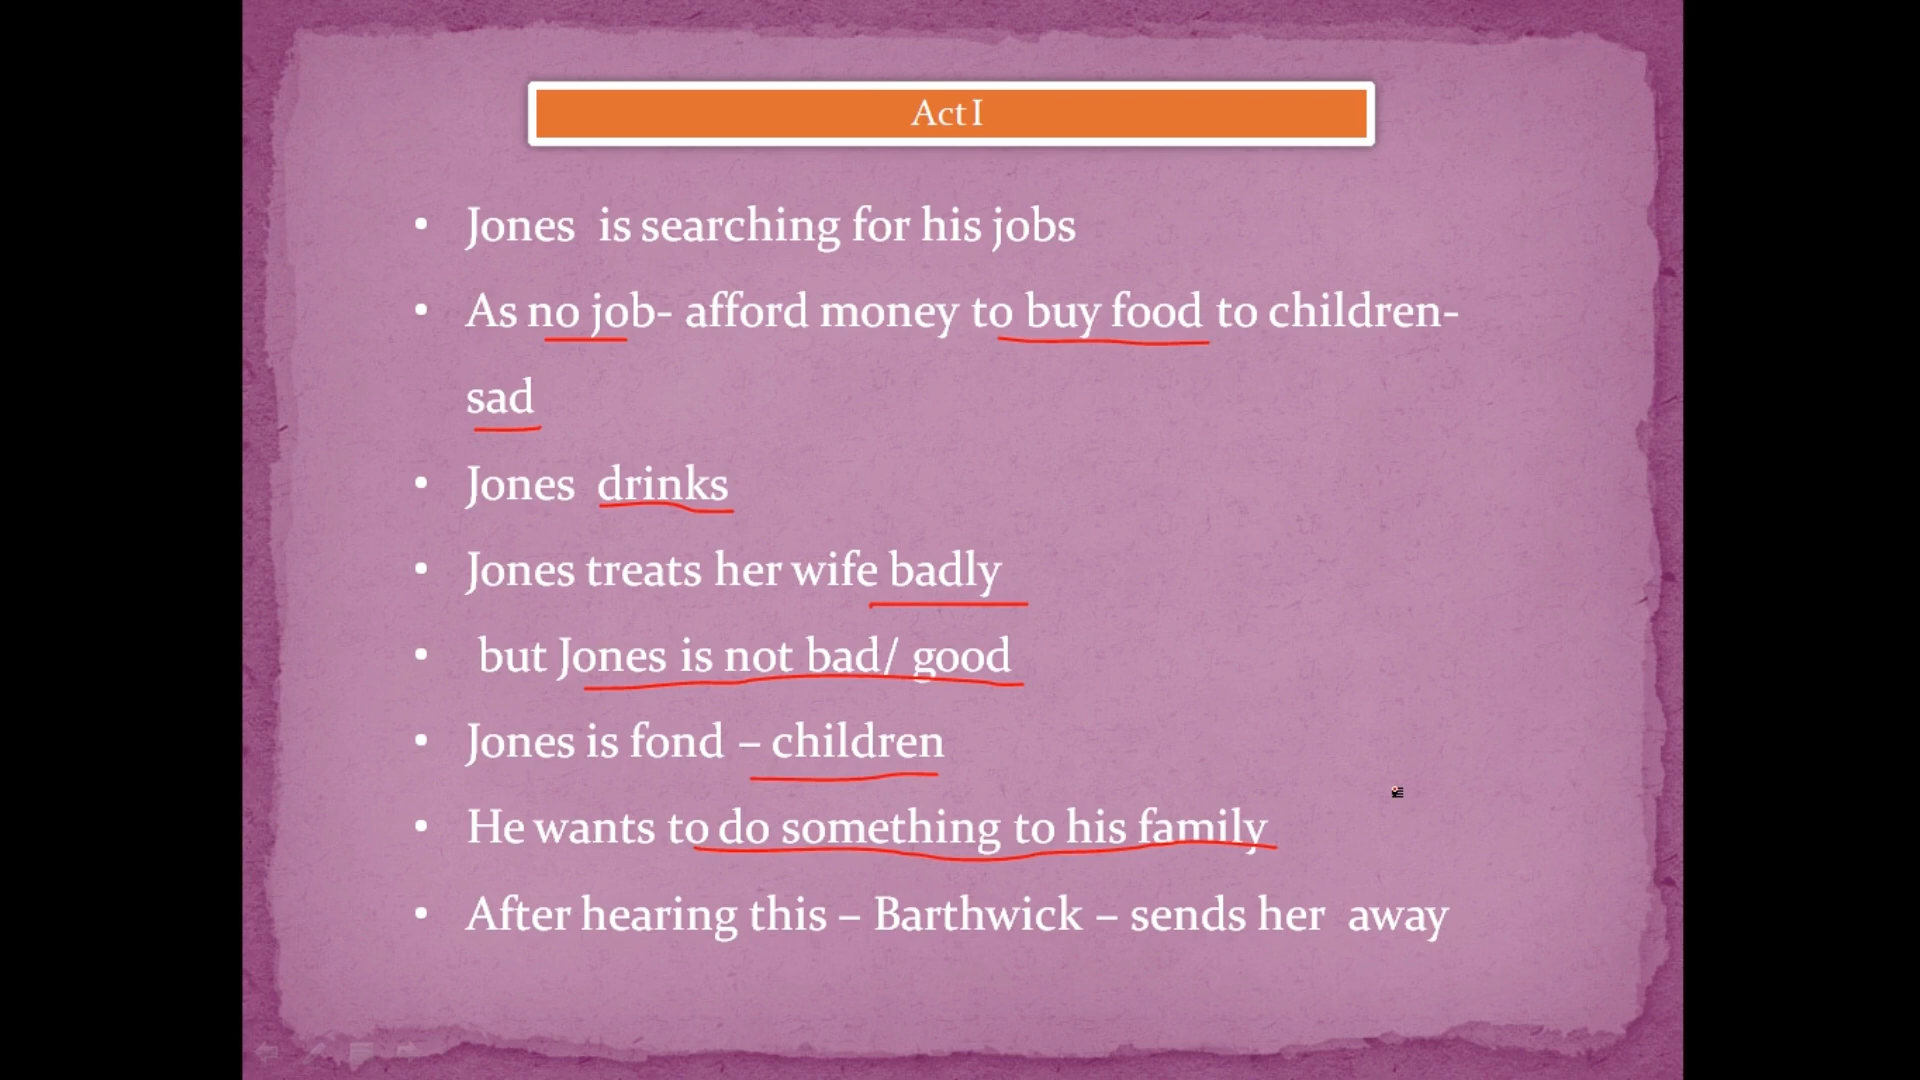 Act I
• Jones is searching for his jobs
• As no job- afford money to buy food to children-
sad
• Jones drinks
• Jones treats her wife badly
• but Jones is not bad/ good
• Jones is fond – children
• He wants to do something to his family
• After hearing this – Barthwick – sends her away